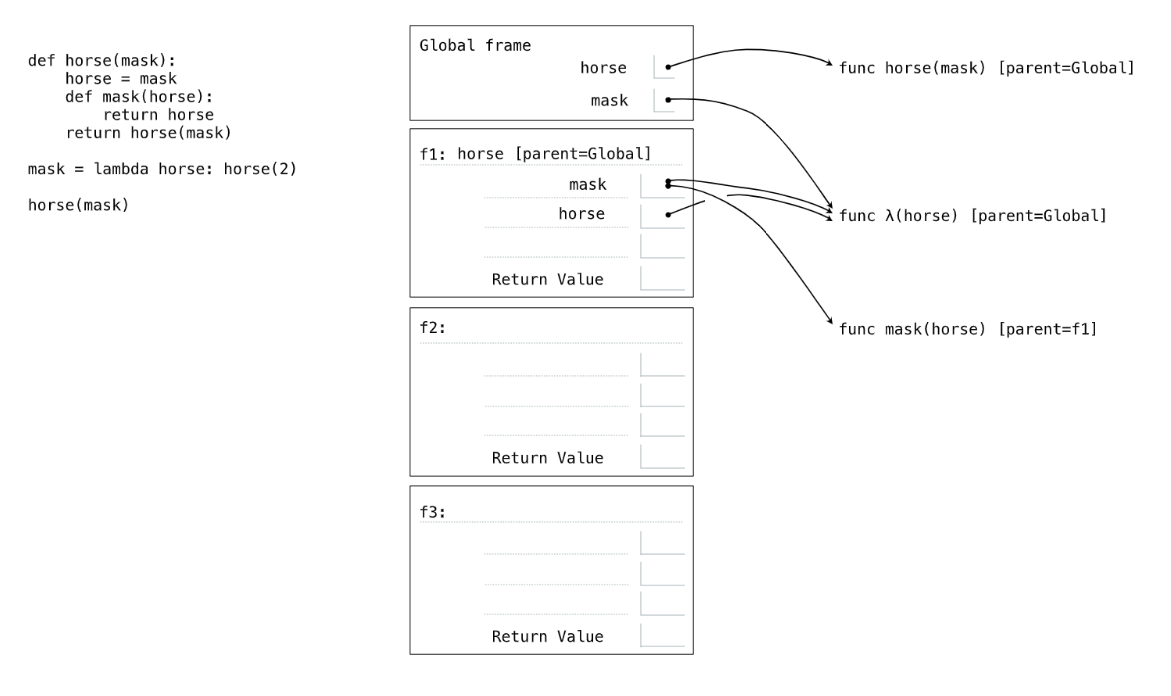 def horse(mask):
    horse = mask
    def mask(horse):
        return horse
    return horse(mask)
mask = lambda horse: horse(2)
horse(mask)
Global frame
horse
mask
func horse(mask) [parent=Global]
f1: horse [parent=Global]
mask
horse
Return Value
func λ(horse) [parent=Global]
func mask(horse) [parent=f1]
f2:
Return Value
f3:
Return Value